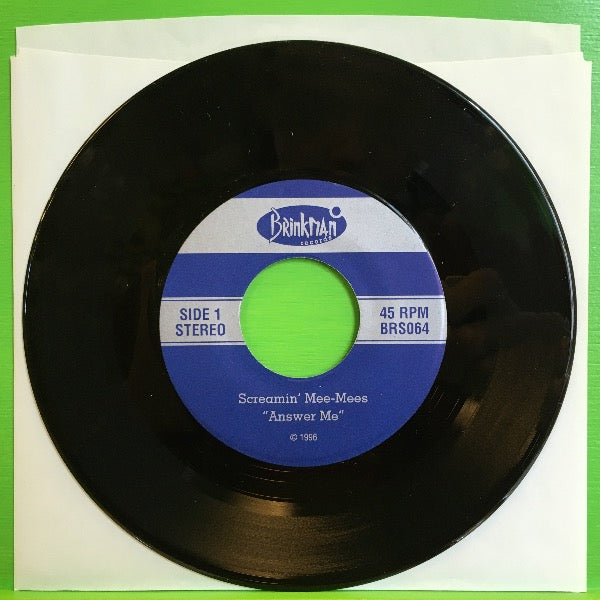 Brinkman
records
SIDE 1
STEREO
45 RPM
BRS064
Screamin' Mee-Mees
"Answer Me"
© 1996